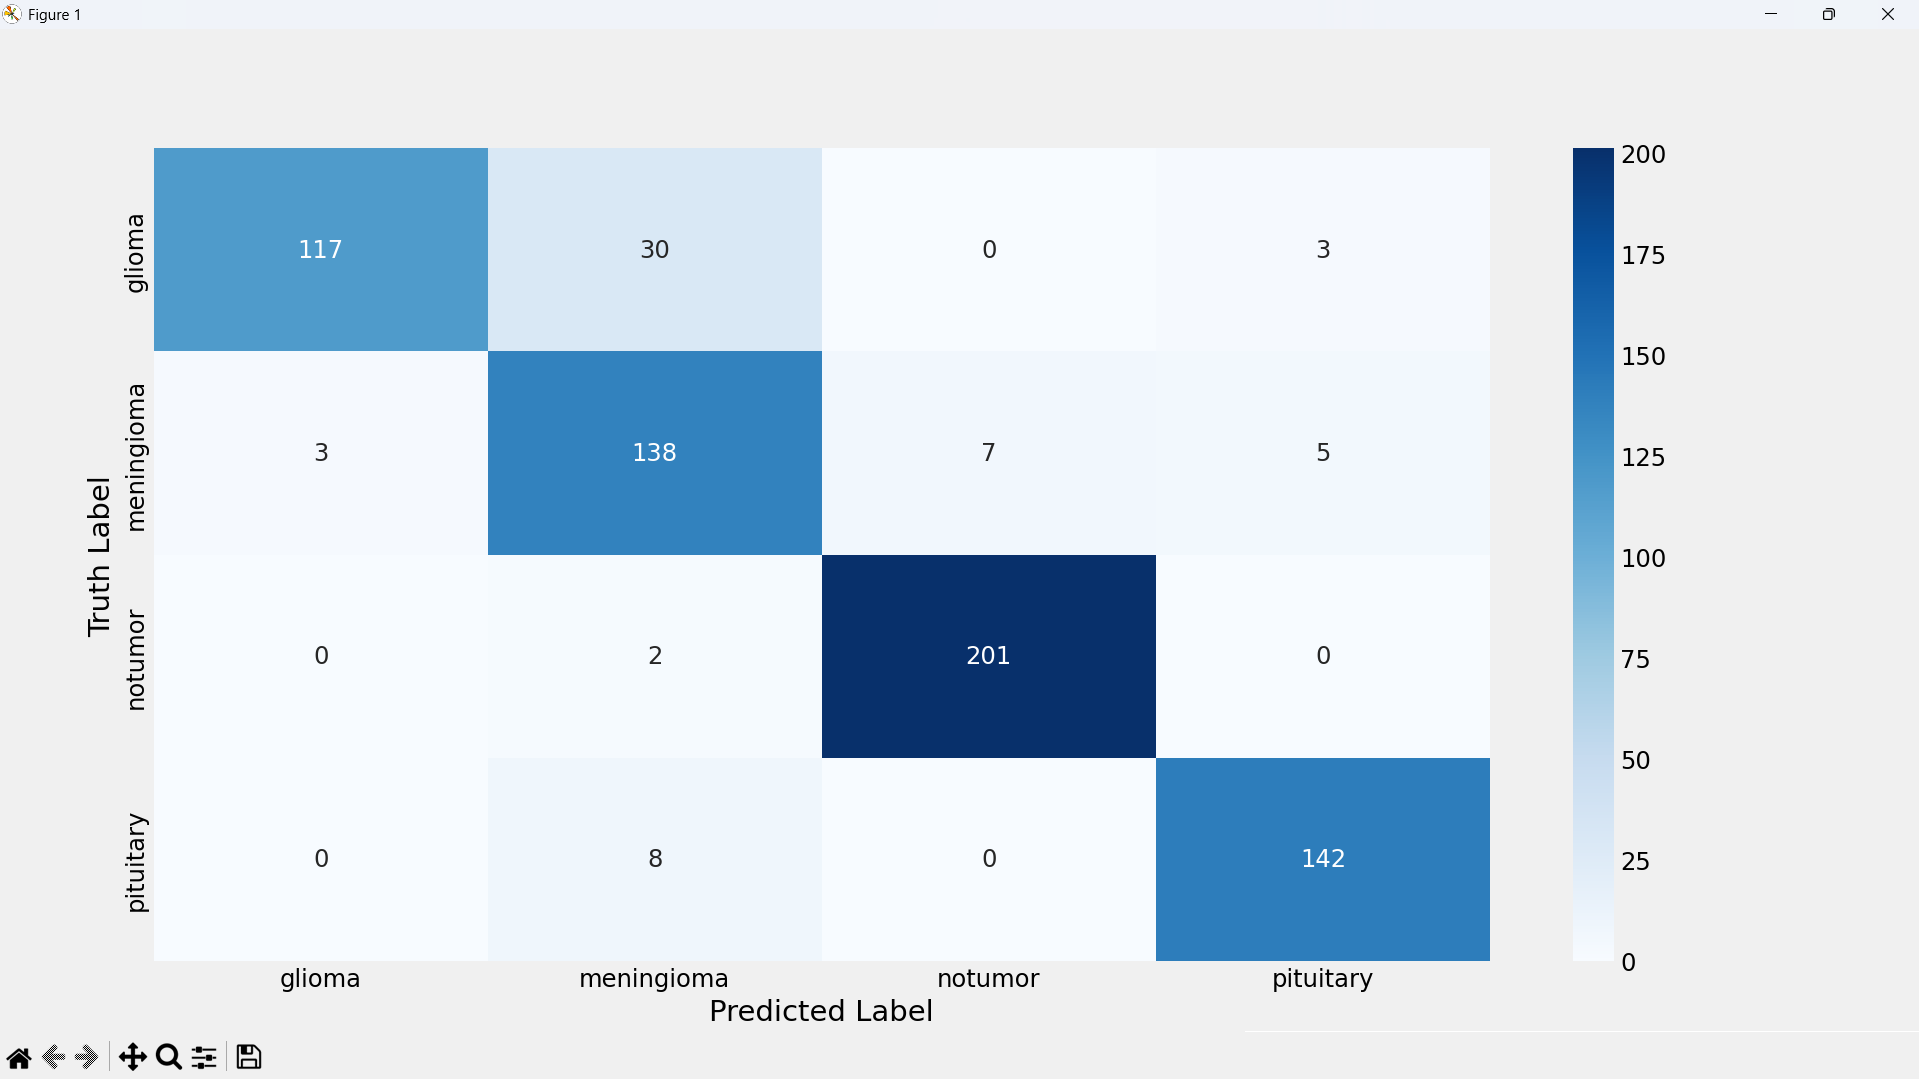 Figure 1
glioma
117 30 0 3
meningioma
3 138 7 5
notumor
0 2 201 0
pituitary
0 8 0 142
Truth Label
glioma meningioma notumor pituitary
Predicted Label
200
175
150
125
100
75
50
25
0